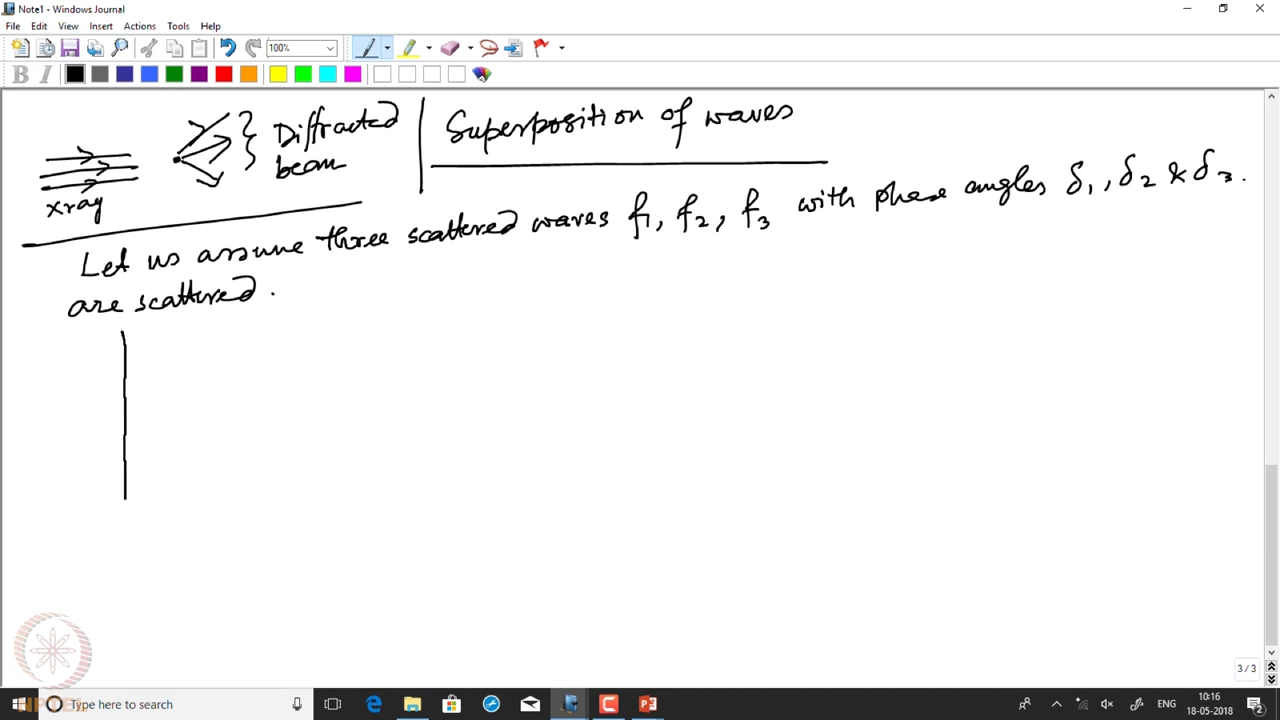 Note1 - Windows Journal
File Edit View Insert Actions Tools Help
100%
B I
Diffracted
beam
Superposition of waves
xray
Let us assume three scattered waves f1, f2, f3 with phase angles δ1, δ2 & δ3.
are scattered.
3/3
Type here to search
ENG
10:16
18-05-2018
2